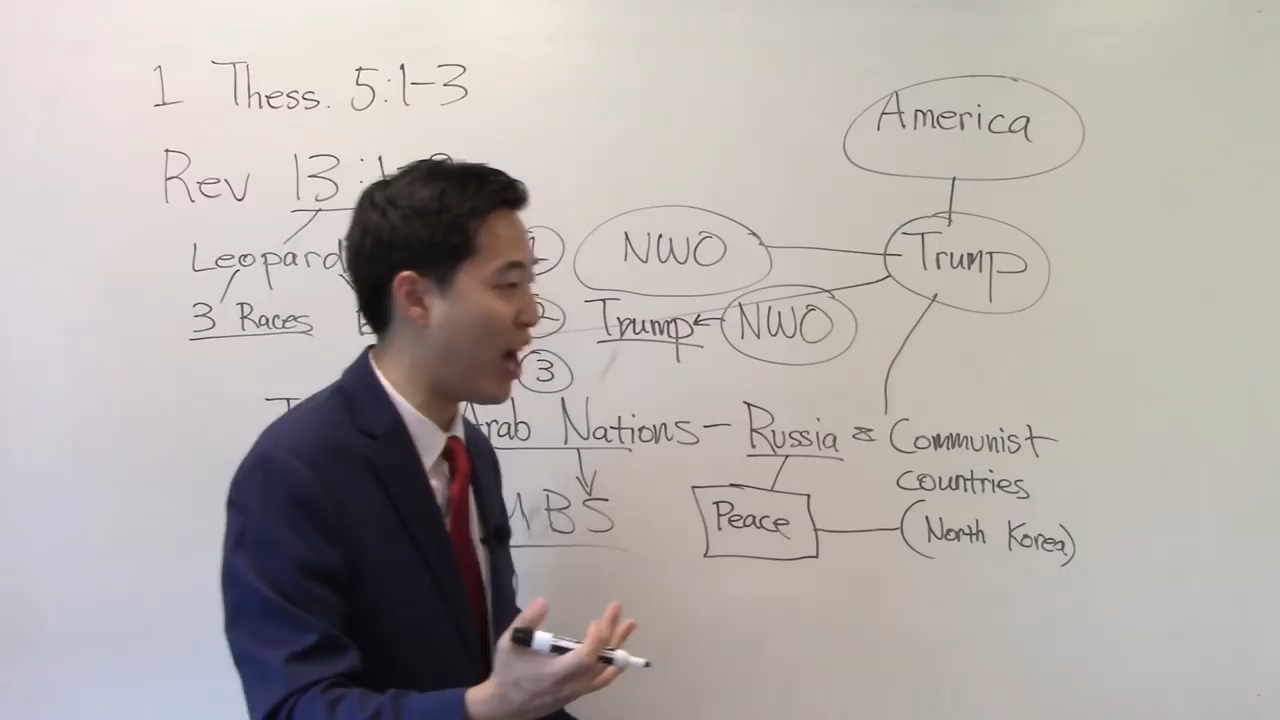 1 Thess. 5:1-3
America
Rev 13:1
NWO
Trump
Leopard
3 Races
Trump ← NWO
3
Arab Nations - Russia & Communist
countries
MBS
Peace
(North Korea)